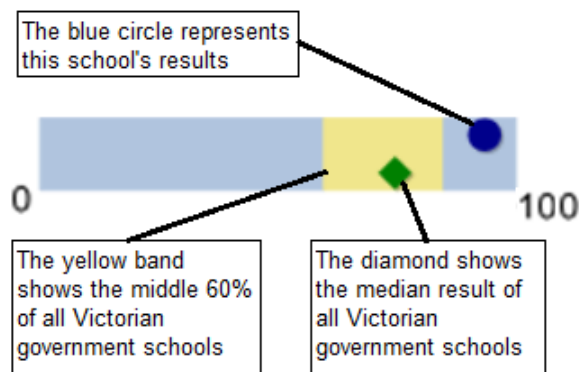 The blue circle represents
this school's results
0
100
The yellow band
shows the middle 60%
of all Victorian
government schools
The diamond shows
the median result of
all Victorian
government schools